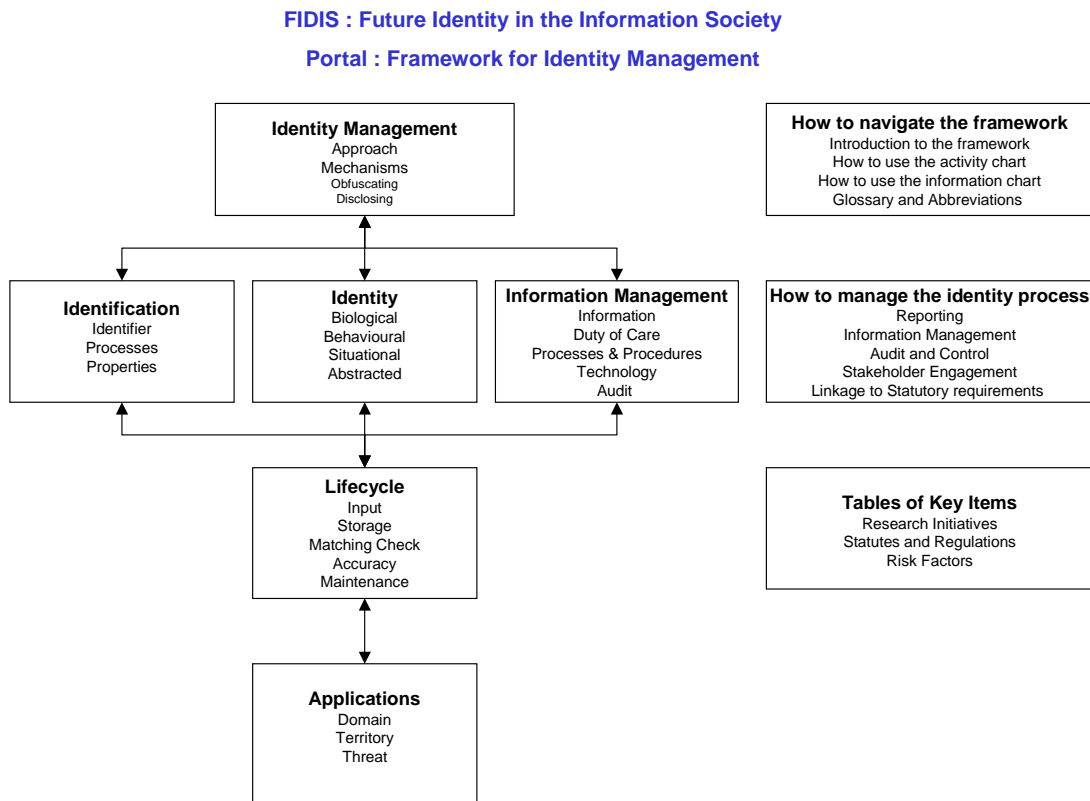 FIDIS : Future Identity in the Information Society
Portal : Framework for Identity Management
Identity Management
Approach
Mechanisms
Obfuscating
Disclosing
How to navigate the framework
Introduction to the framework
How to use the activity chart
How to use the information chart
Glossary and Abbreviations
Identification
Identifier
Processes
Properties
Identity
Biological
Behavioural
Situational
Abstracted
Information Management
Information
Duty of Care
Processes & Procedures
Technology
Audit
How to manage the identity process
Reporting
Information Management
Audit and Control
Stakeholder Engagement
Linkage to Statutory requirements
Lifecycle
Input
Storage
Matching Check
Accuracy
Maintenance
Tables of Key Items
Research Initiatives
Statutes and Regulations
Risk Factors
Applications
Domain
Territory
Threat